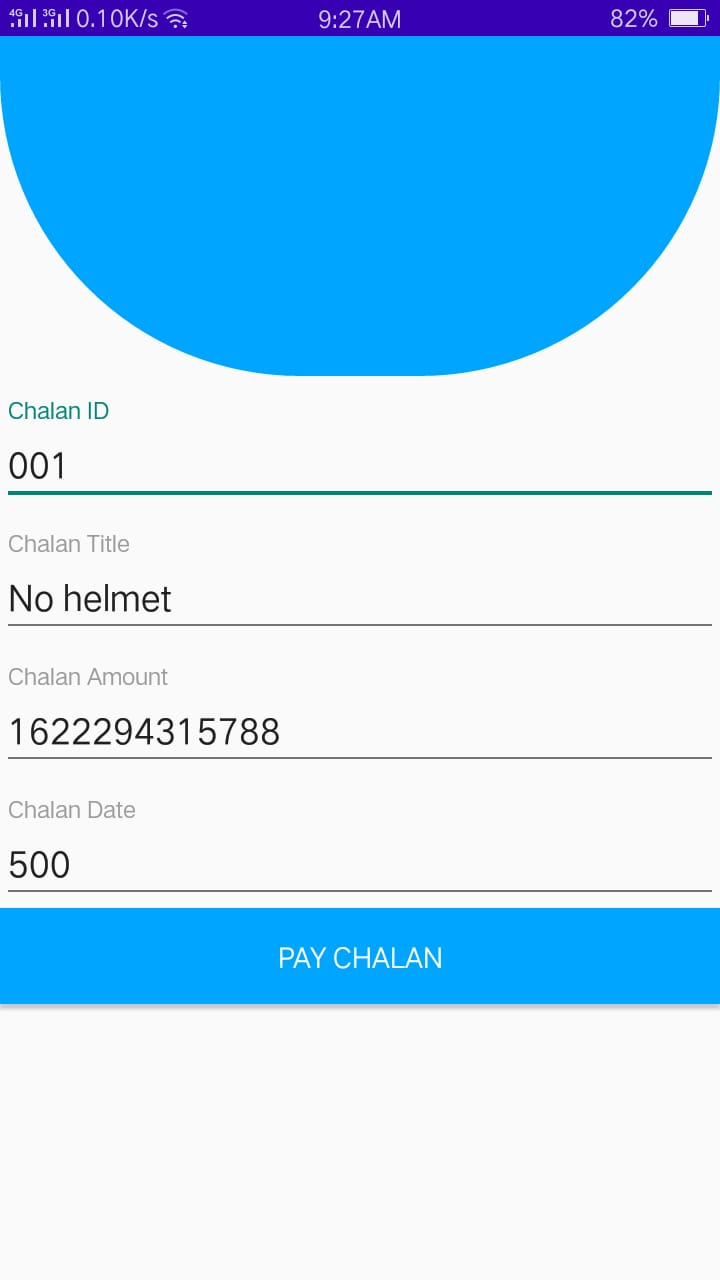 4G 3G 0.10K/s 9:27AM 82%
Chalan ID
001
Chalan Title
No helmet
Chalan Amount
1622294315788
Chalan Date
500
PAY CHALAN